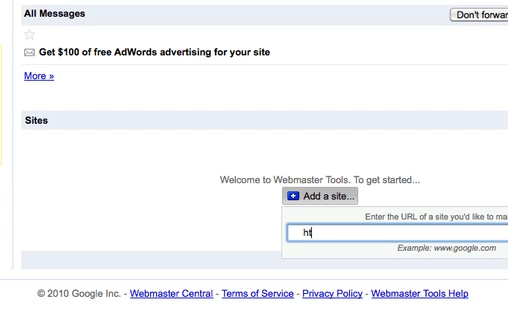 All Messages
Don't forwar
Get $100 of free AdWords advertising for your site
More »
Sites
Welcome to Webmaster Tools. To get started...
Add a site...
Enter the URL of a site you'd like to ma
ht
Example: www.google.com
© 2010 Google Inc. - Webmaster Central - Terms of Service - Privacy Policy - Webmaster Tools Help